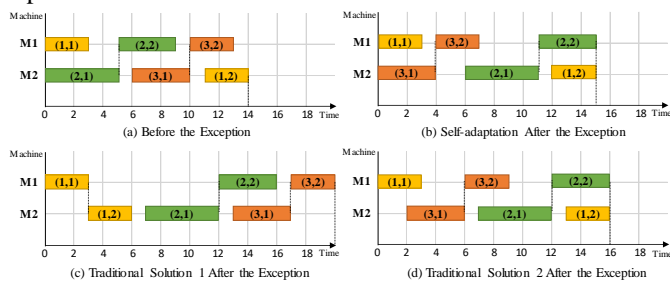 Machine
M1 (1,1) (2,2) (3,2)
M2 (2,1) (3,1) (1,2)
0 2 4 6 8 10 12 14 16 18 Time
(a) Before the Exception
Machine
M1 (1,1) (3,2) (2,2)
M2 (3,1) (2,1) (1,2)
0 2 4 6 8 10 12 14 16 18 Time
(b) Self-adaptation After the Exception
Machine
M1 (1,1) (2,2) (3,2)
M2 (1,2) (2,1) (3,1)
0 2 4 6 8 10 12 14 16 18 Time
(c) Traditional Solution 1 After the Exception
Machine
M1 (1,1) (3,2) (2,2)
M2 (3,1) (2,1) (1,2)
0 2 4 6 8 10 12 14 16 18 Time
(d) Traditional Solution 2 After the Exception